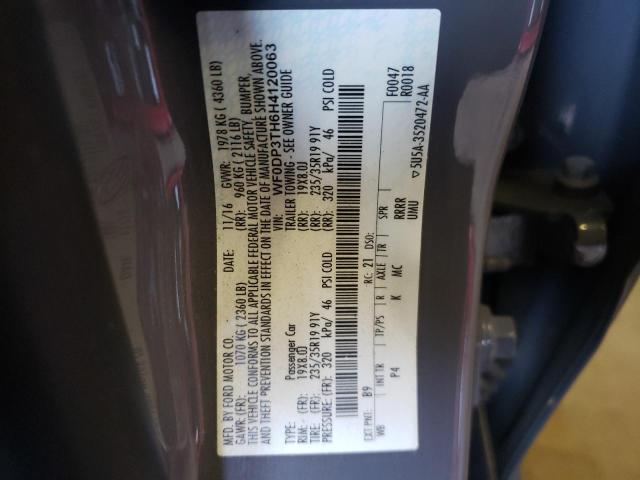 MFD. BY FORD MOTOR CO.
DATE: 11/16 GVWR: 1978 KG ( 4360 LB)
GAWR: (FR): 1070 KG ( 2360 LB) (RR): 960 KG ( 2116 LB)
THIS VEHICLE CONFORMS TO ALL APPLICABLE FEDERAL MOTOR VEHICLE SAFETY, BUMPER,
AND THEFT PREVENTION STANDARDS IN EFFECT ON THE DATE OF MANUFACTURE SHOWN ABOVE.
VIN: WF0DP3TH6H4120063
TYPE: Passenger Car TRAILER TOWING - SEE OWNER GUIDE
RIM: (FR): 19X8.0J (RR): 19X8.0J
TIRE: (FR): 235/35R19 91Y (RR): 235/35R19 91Y
PRESSURE: (FR): 320 kPa/ 46 PSI COLD (RR): 320 kPa/ 46 PSI COLD
EXT PNT: B9 RC: 21 DSO: F0047
R0018
WB INT TR TP/PS R AXLE TR SPR
P4 K MC RRRR
UMU
▽5U5A-3520472-AA